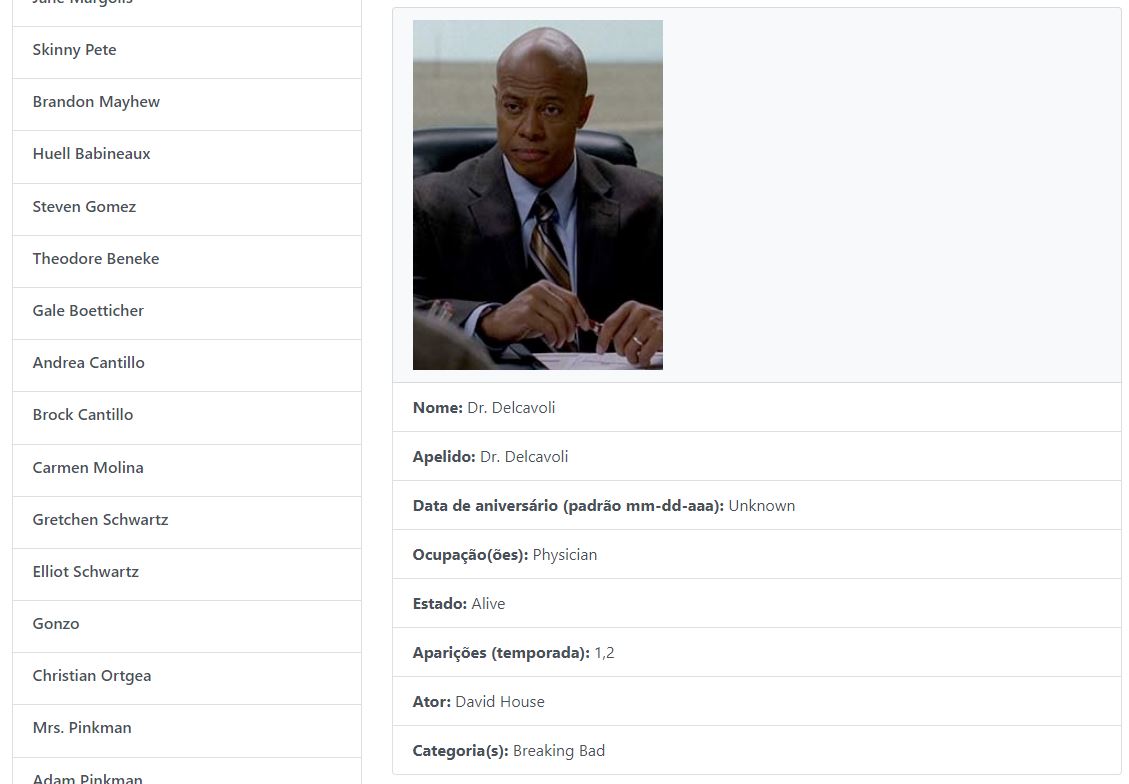 Jane Margolis
Skinny Pete
Brandon Mayhew
Huell Babineaux
Steven Gomez
Theodore Beneke
Gale Boetticher
Andrea Cantillo
Brock Cantillo
Carmen Molina
Gretchen Schwartz
Elliot Schwartz
Gonzo
Christian Ortgea
Mrs. Pinkman
Adam Pinkman
Nome: Dr. Delcavoli
Apelido: Dr. Delcavoli
Data de aniversário (padrão mm-dd-aaa): Unknown
Ocupação(ões): Physician
Estado: Alive
Aparições (temporada): 1,2
Ator: David House
Categoria(s): Breaking Bad